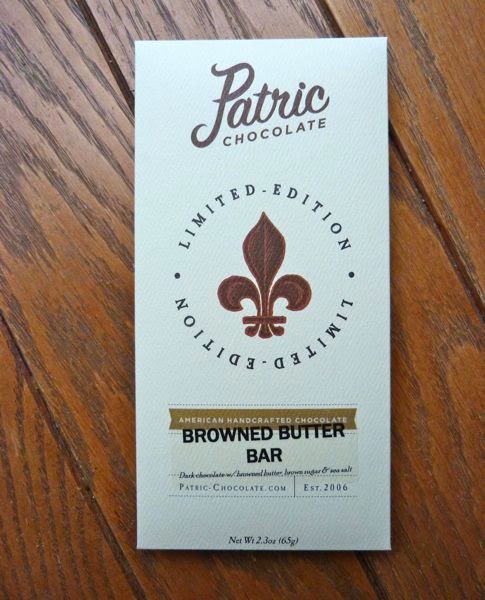 Patric
CHOCOLATE
LIMITED-EDITION
• LIMITED-EDITION •
AMERICAN HANDCRAFTED CHOCOLATE
BROWNED BUTTER
BAR
Dark chocolate w/ browned butter, brown sugar & sea salt
PATRIC-CHOCOLATE.COM | EST. 2006
Net Wt 2.3oz (65g)